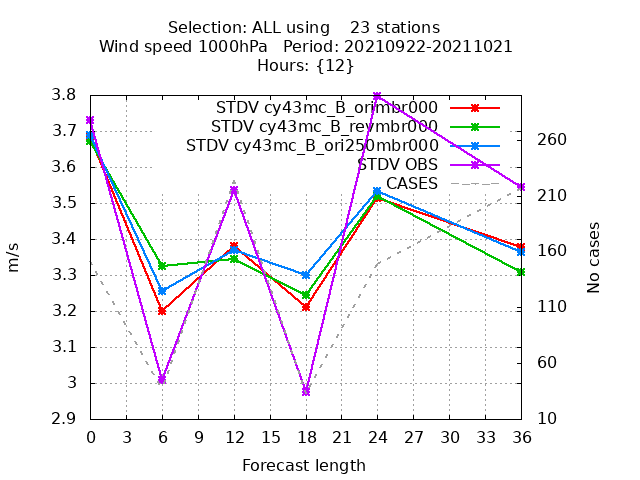 Selection: ALL using 23 stations
Wind speed 1000hPa Period: 20210922-20211021
Hours: {12}
STDV cy43mc_B_orimbr000
STDV cy43mc_B_revmbr000
STDV cy43mc_B_ori250mbr000
STDV OBS
CASES
3.8
3.7
3.6
3.5
3.4
3.3
3.2
3.1
3
2.9
m/s
260
210
160
110
60
10
No cases
0 3 6 9 12 15 18 21 24 27 30 33 36
Forecast length